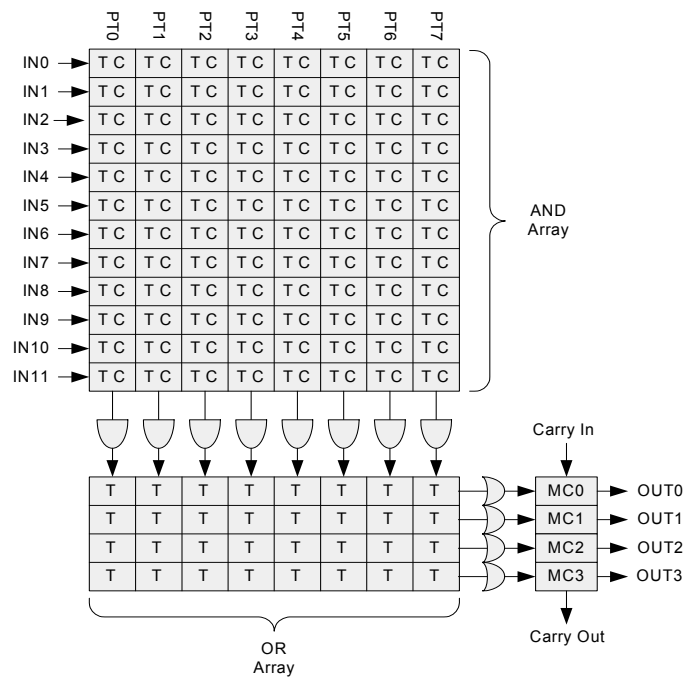 PT0 PT1 PT2 PT3 PT4 PT5 PT6 PT7
IN0 T C T C T C T C T C T C T C T C
IN1 T C T C T C T C T C T C T C T C
IN2 T C T C T C T C T C T C T C T C
IN3 T C T C T C T C T C T C T C T C
IN4 T C T C T C T C T C T C T C T C
IN5 T C T C T C T C T C T C T C T C
IN6 T C T C T C T C T C T C T C T C
IN7 T C T C T C T C T C T C T C T C
IN8 T C T C T C T C T C T C T C T C
IN9 T C T C T C T C T C T C T C T C
IN10 T C T C T C T C T C T C T C T C
IN11 T C T C T C T C T C T C T C T C
AND
Array
Carry In
T T T T T T T T MC0 OUT0
T T T T T T T T MC1 OUT1
T T T T T T T T MC2 OUT2
T T T T T T T T MC3 OUT3
Carry Out
OR
Array